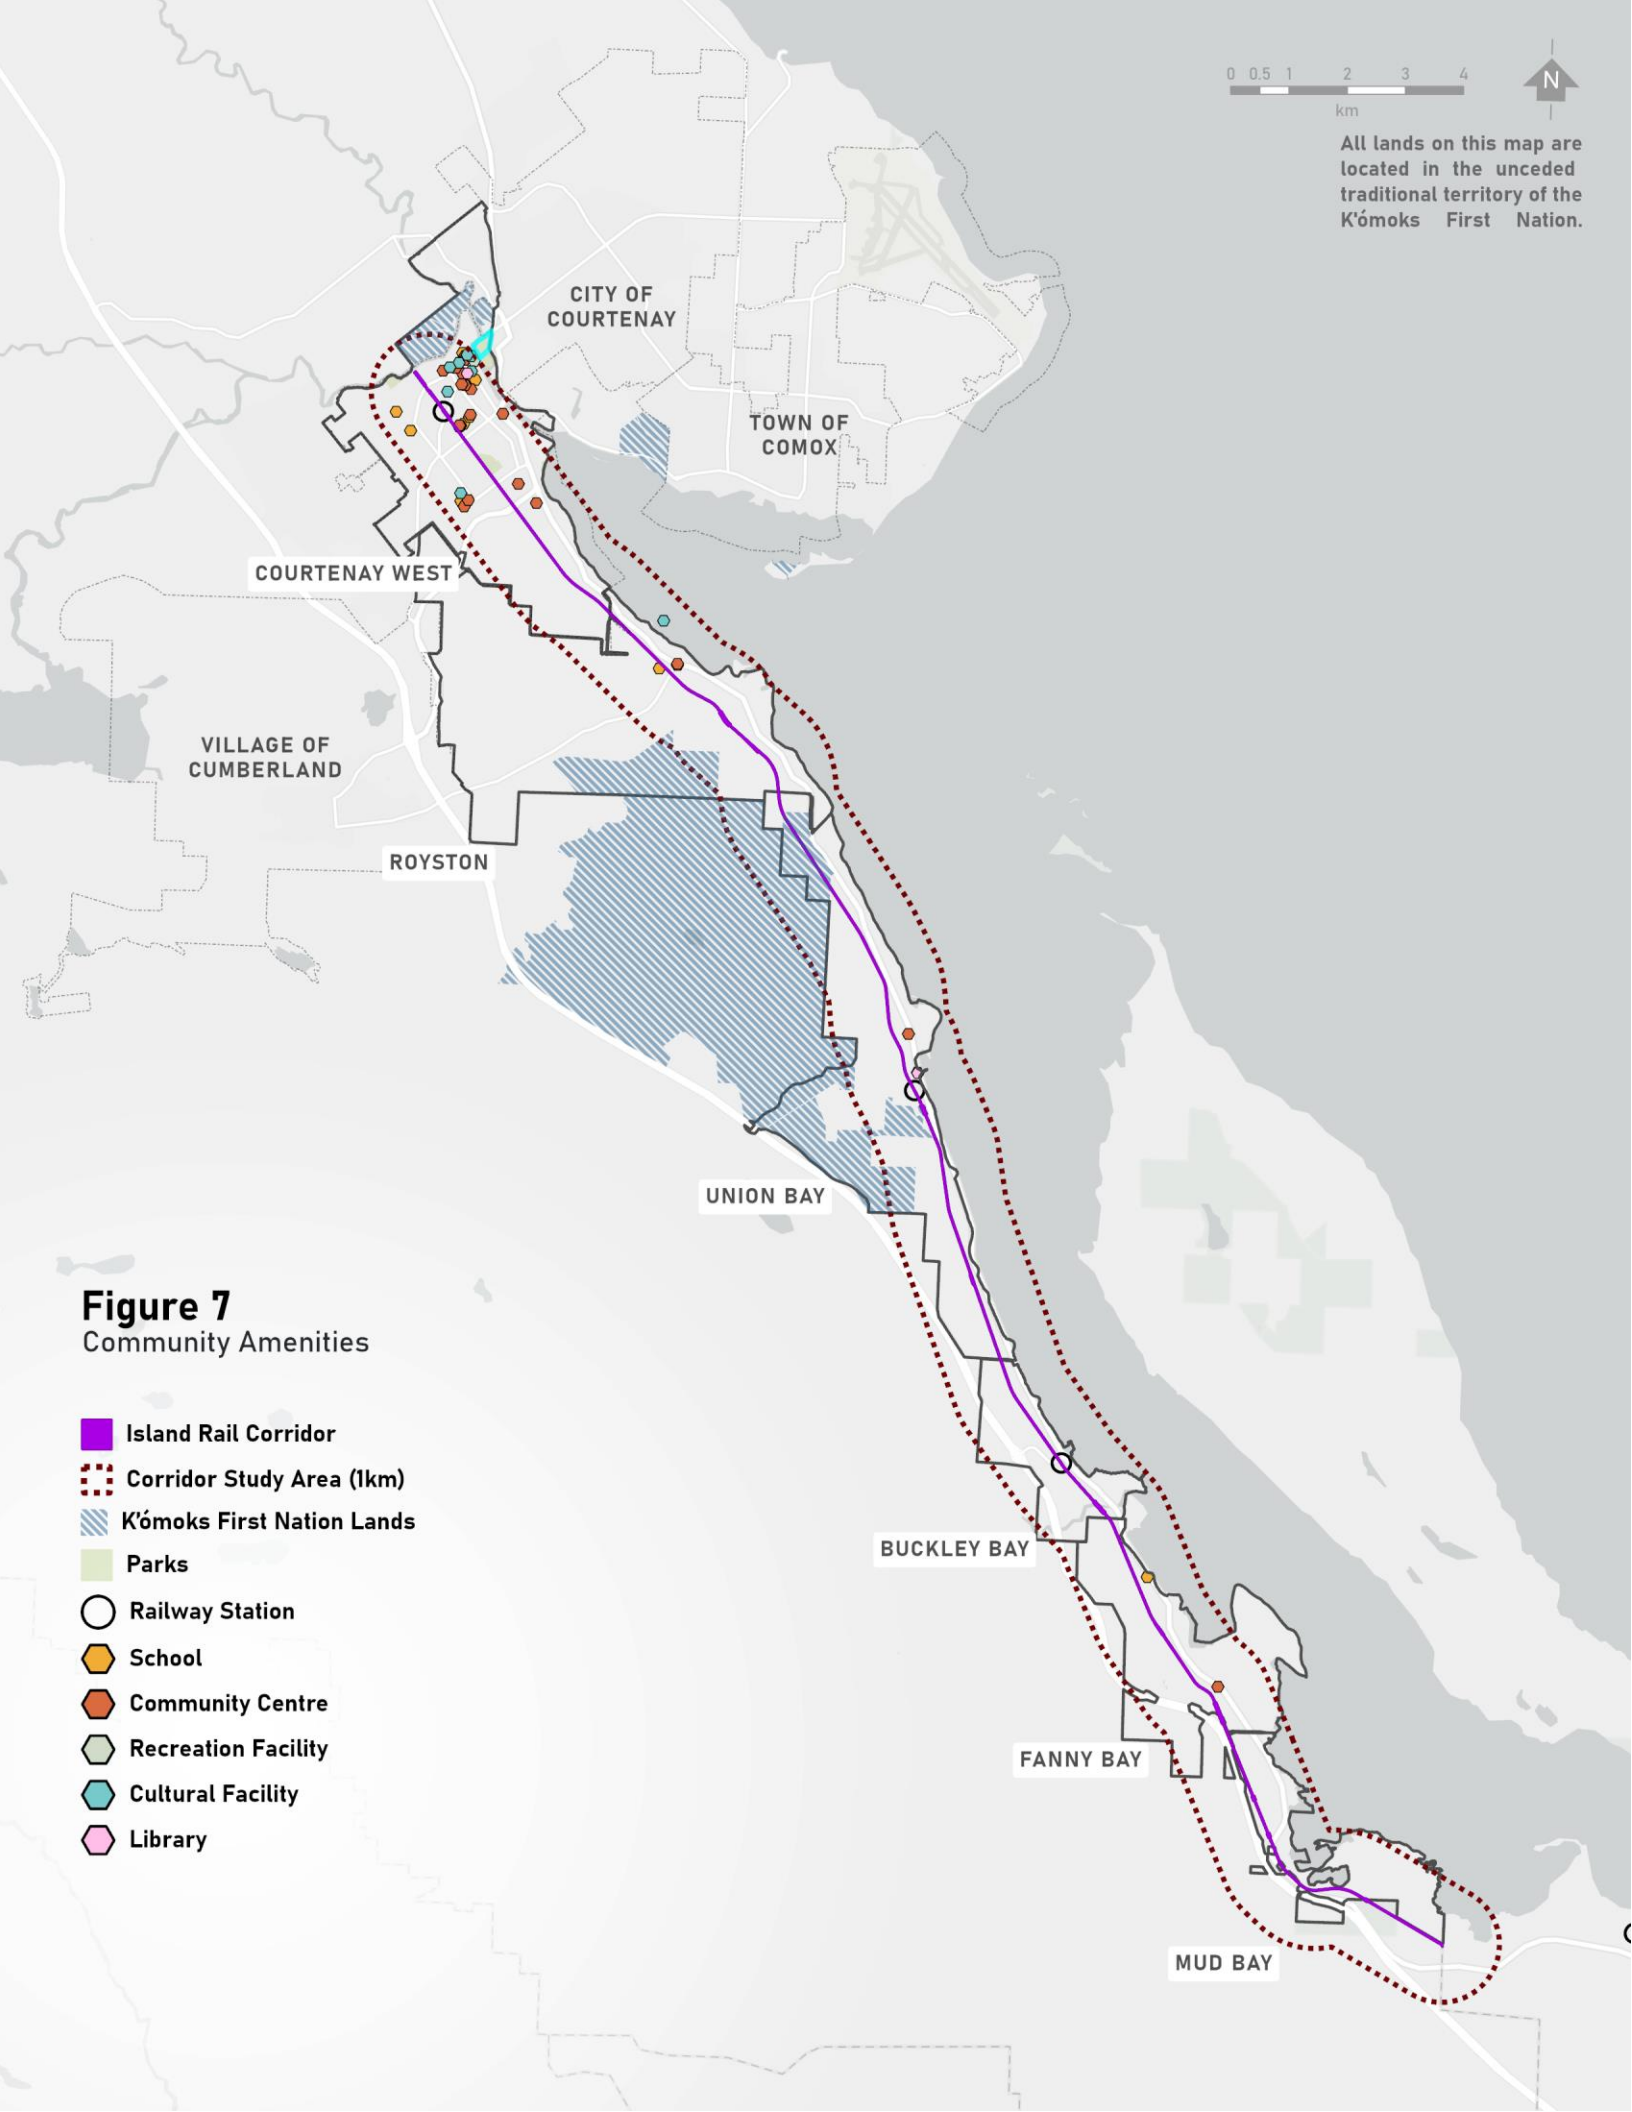 0 0.5 1 2 3 4
km
N
All lands on this map are
located in the unceded
traditional territory of the
K'ómoks First Nation.
CITY OF
COURTENAY
TOWN OF
COMOX
COURTENAY WEST
VILLAGE OF
CUMBERLAND
ROYSTON
UNION BAY
Figure 7
Community Amenities
Island Rail Corridor
Corridor Study Area (1km)
K'ómoks First Nation Lands
Parks
Railway Station
School
Community Centre
Recreation Facility
Cultural Facility
Library
BUCKLEY BAY
FANNY BAY
MUD BAY